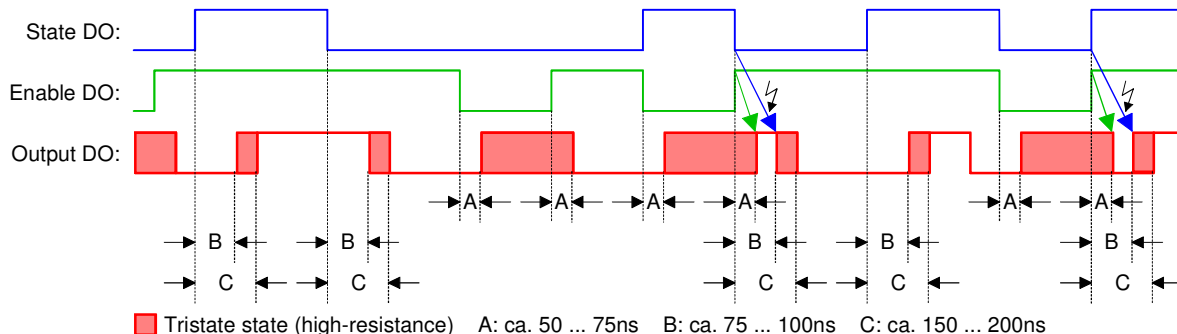 State DO:
Enable DO:
Output DO:
A A A A A A
B B B B B
C C C C C
Tristate state (high-resistance) A: ca. 50 ... 75ns B: ca. 75 ... 100ns C: ca. 150 ... 200ns